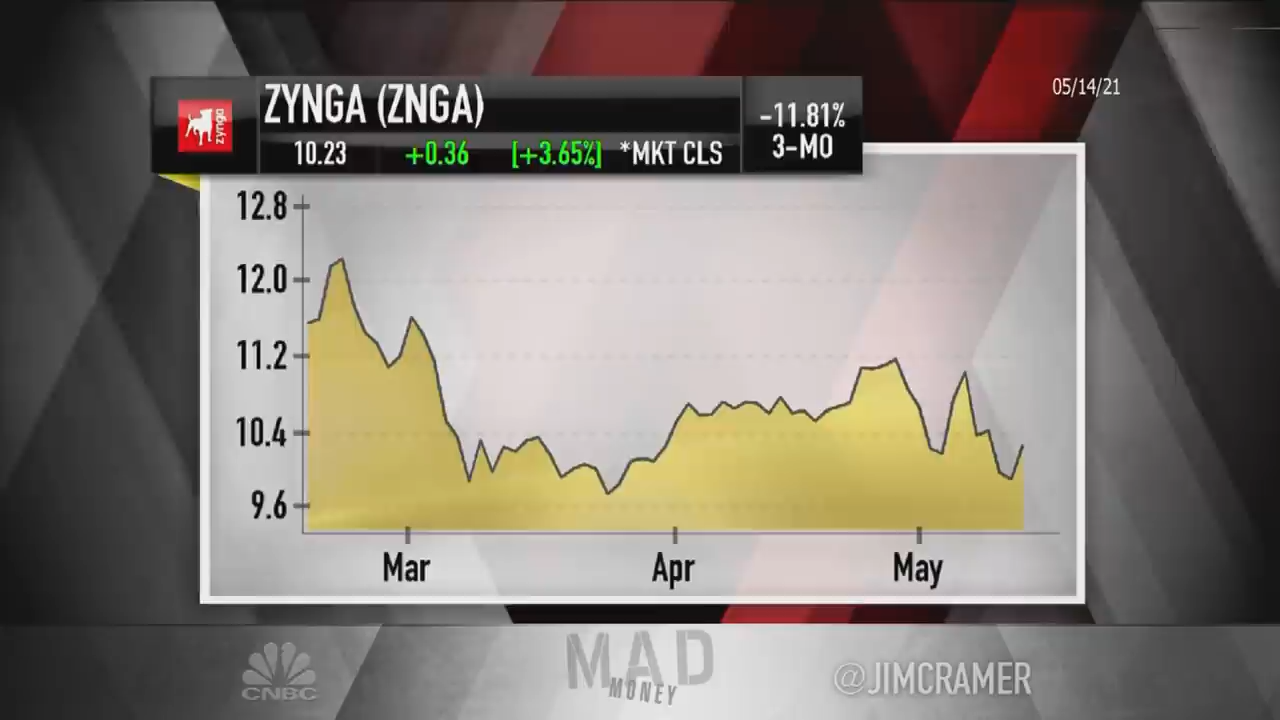 ZYNGA (ZNGA)
10.23 +0.36 [+3.65%] *MKT CLS
-11.81%
3-MO
05/14/21
zynga
12.8
12.0
11.2
10.4
9.6
Mar Apr May
CNBC
MAD
MONEY
@JIMCRAMER